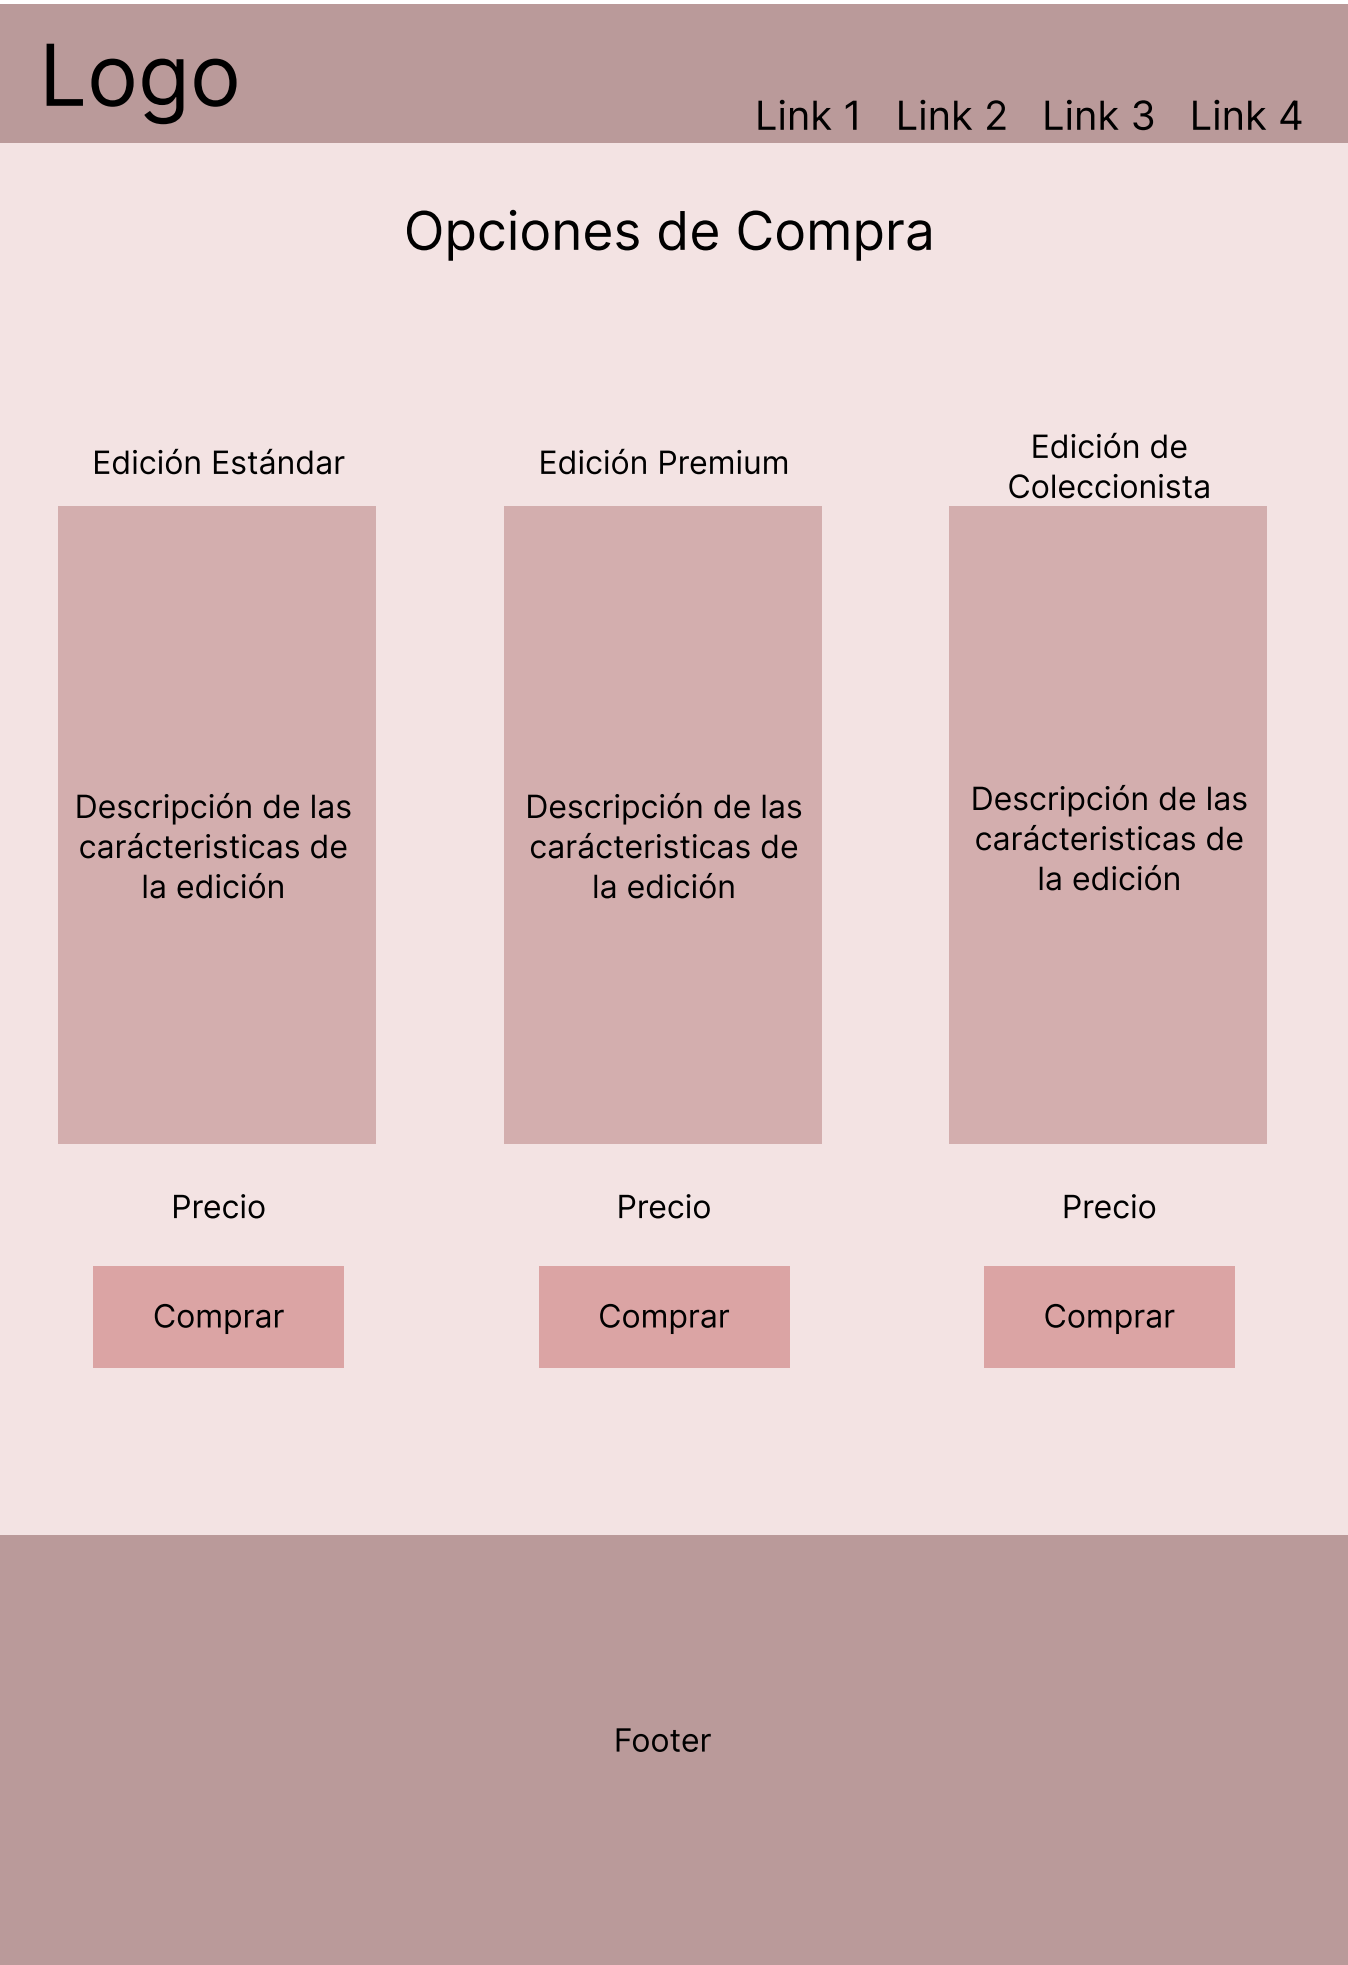 Logo
Link 1 Link 2 Link 3 Link 4
Opciones de Compra
Edición Estándar
Descripción de las
carácteristicas de
la edición
Precio
Comprar
Edición Premium
Descripción de las
carácteristicas de
la edición
Precio
Comprar
Edición de
Coleccionista
Descripción de las
carácteristicas de
la edición
Precio
Comprar
Footer